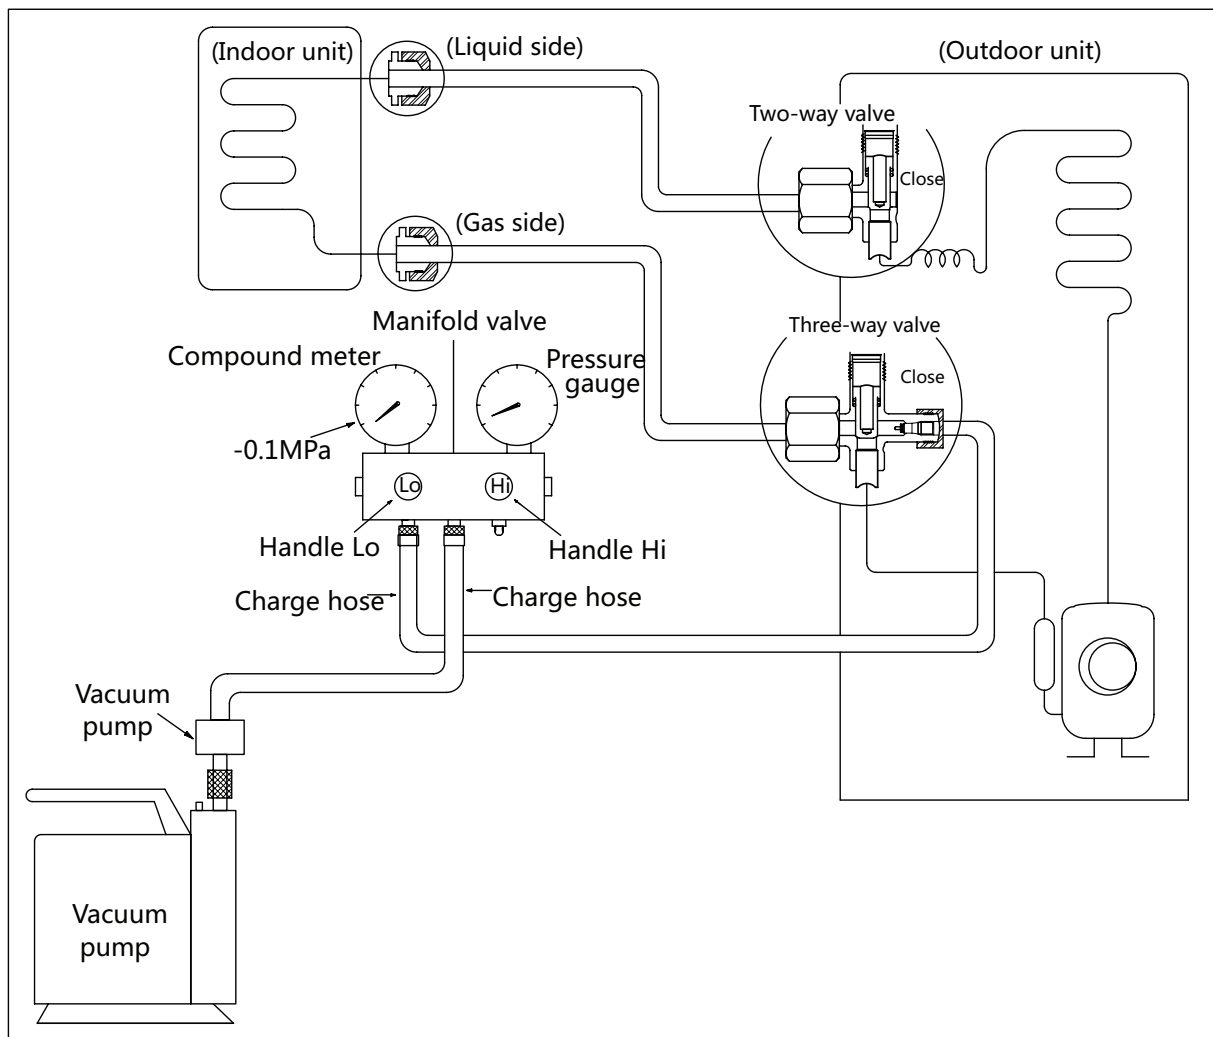 (Indoor unit)
(Liquid side)
(Outdoor unit)
Two-way valve
Close
(Gas side)
Manifold valve
Three-way valve
Compound meter
Pressure
gauge
Close
-0.1MPa
Lo
Hi
Handle Lo
Handle Hi
Charge hose
Charge hose
Vacuum
pump
Vacuum
pump